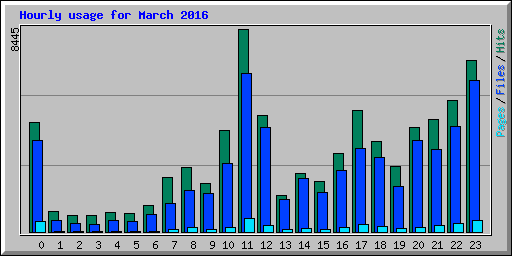 Hourly usage for March 2016
8445
Pages / Files / Hits
0 1 2 3 4 5 6 7 8 9 10 11 12 13 14 15 16 17 18 19 20 21 22 23